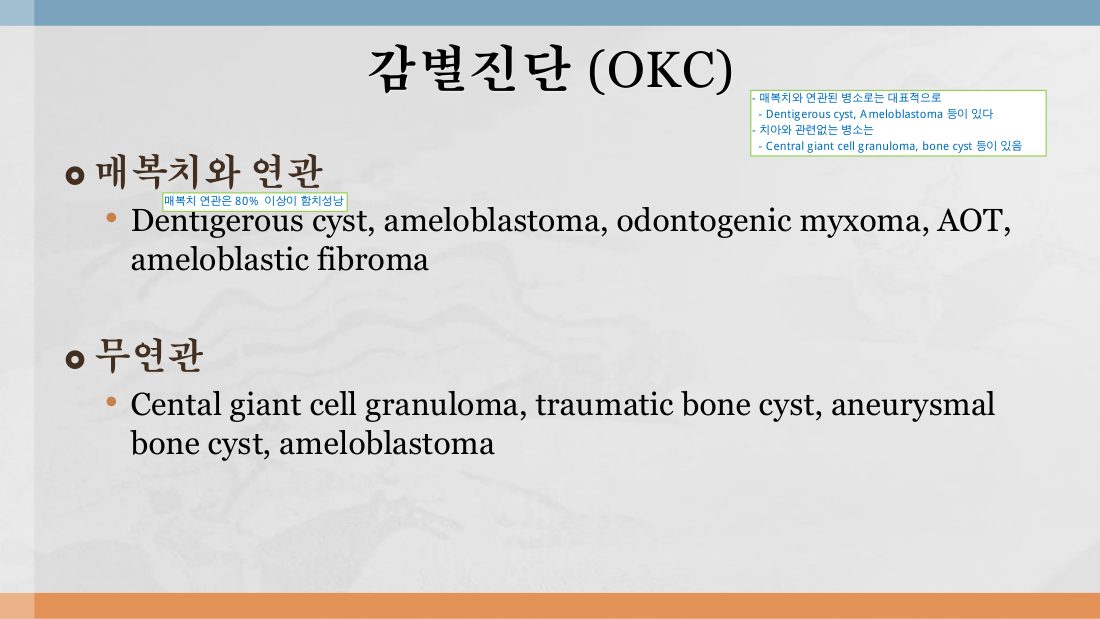 감별진단 (OKC)
- 매복치와 연관된 병소로는 대표적으로
- Dentigerous cyst, Ameloblastoma 등이 있다
- 치아와 관련없는 병소는
- Central giant cell granuloma, bone cyst 등이 있음
매복치와 연관
매복치 연관은 80% 이상이 함치성낭
Dentigerous cyst, ameloblastoma, odontogenic myxoma, AOT,
ameloblastic fibroma
무연관
Cental giant cell granuloma, traumatic bone cyst, aneurysmal
bone cyst, ameloblastoma